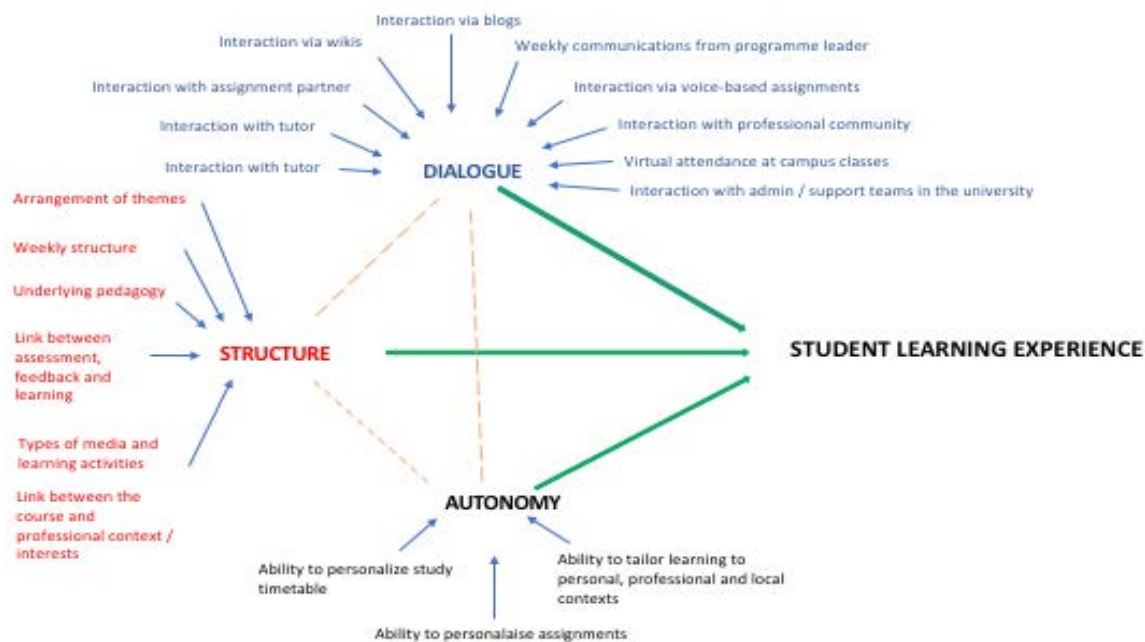 Interaction via blogs
Interaction via wikis
Weekly communications from programme leader
Interaction with assignment partner
Interaction via voice-based assignments
Interaction with tutor
Interaction with professional community
Interaction with tutor
Virtual attendance at campus classes
DIALOGUE
Interaction with admin / support teams in the university
Arrangement of themes
Weekly structure
Underlying pedagogy
Link between
assessment,
feedback and
learning
STRUCTURE
STUDENT LEARNING EXPERIENCE
Types of media and
learning activities
Link between the
course and
professional context /
interests
AUTONOMY
Ability to personalize study
timetable
Ability to tailor learning to
personal, professional and local
contexts
Ability to personalaise assignments